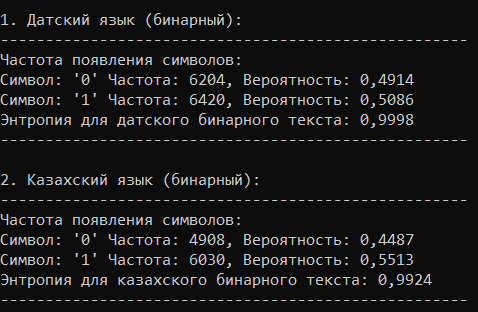 1. Датский язык (бинарный):
----------------------------------------------------
Частота появления символов:
Символ: '0' Частота: 6204, Вероятность: 0,4914
Символ: '1' Частота: 6420, Вероятность: 0,5086
Энтропия для датского бинарного текста: 0,9998
----------------------------------------------------
2. Казахский язык (бинарный):
----------------------------------------------------
Частота появления символов:
Символ: '0' Частота: 4908, Вероятность: 0,4487
Символ: '1' Частота: 6030, Вероятность: 0,5513
Энтропия для казахского бинарного текста: 0,9924
----------------------------------------------------